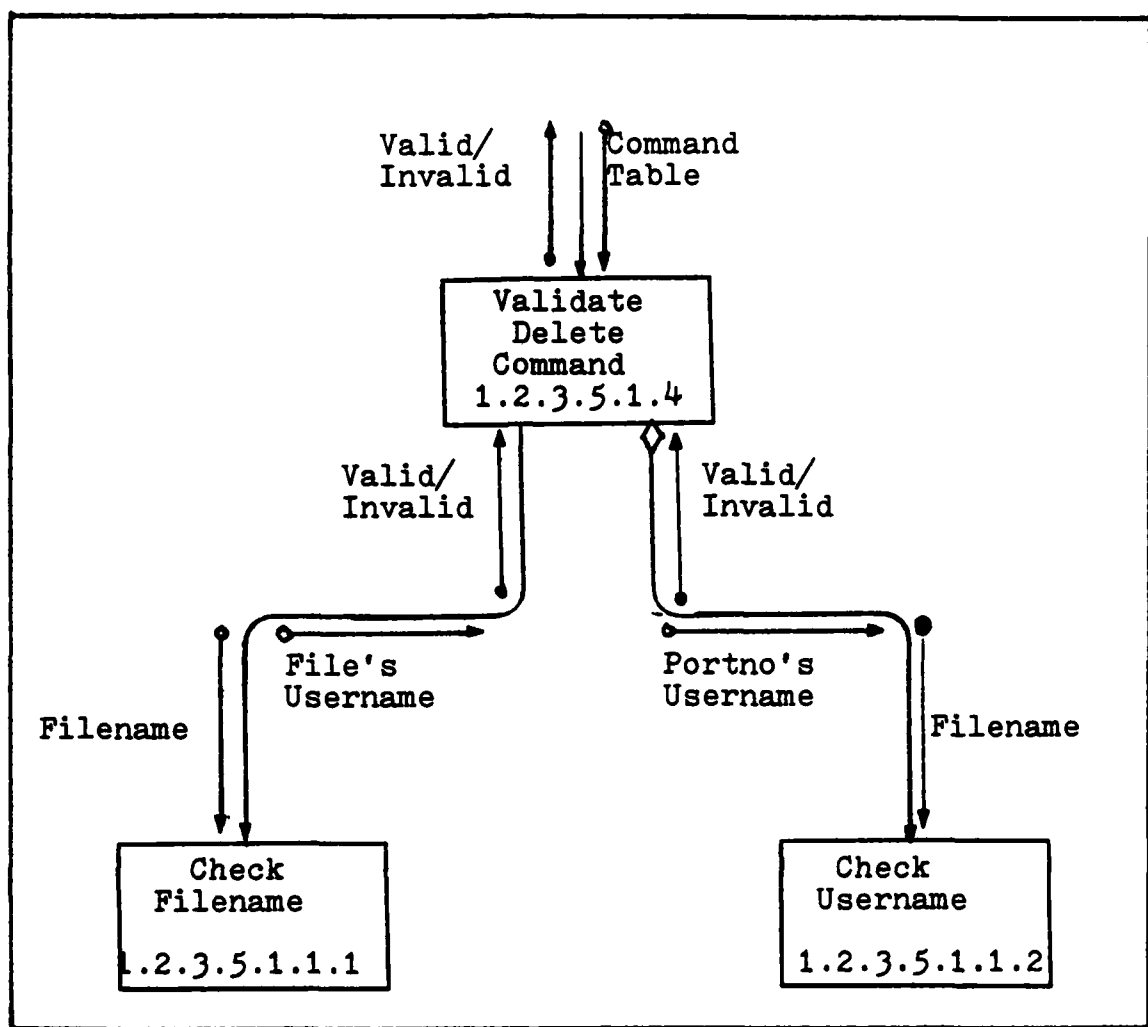 Valid/
Invalid
Command
Table
Validate
Delete
Command
1.2.3.5.1.4
Valid/
Invalid
Valid/
Invalid
File's
Username
Portno's
Username
Filename
Filename
Check
Filename
1.2.3.5.1.1.1
Check
Username
1.2.3.5.1.1.2